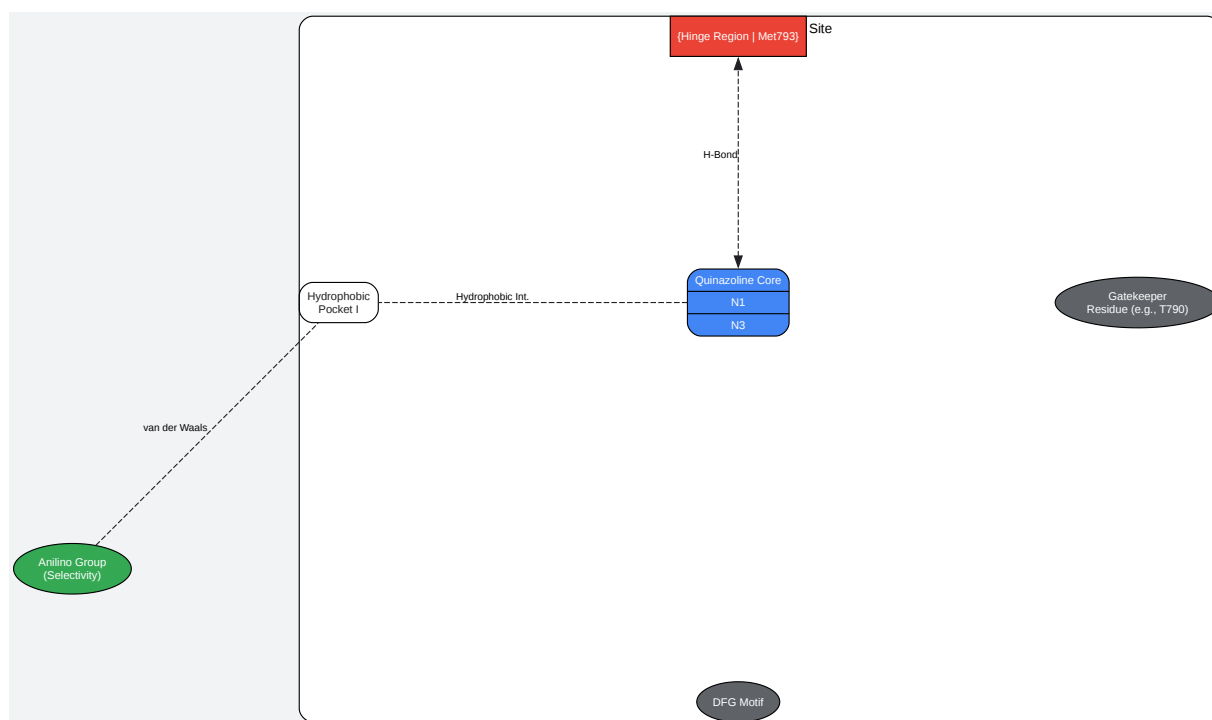 {Hinge Region | Met793}
Site
H-Bond
Quinazoline Core
N1
N3
Hydrophobic
Pocket I
Hydrophobic Int.
Gatekeeper
Residue (e.g., T790)
van der Waals
Anilino Group
(Selectivity)
DFG Motif